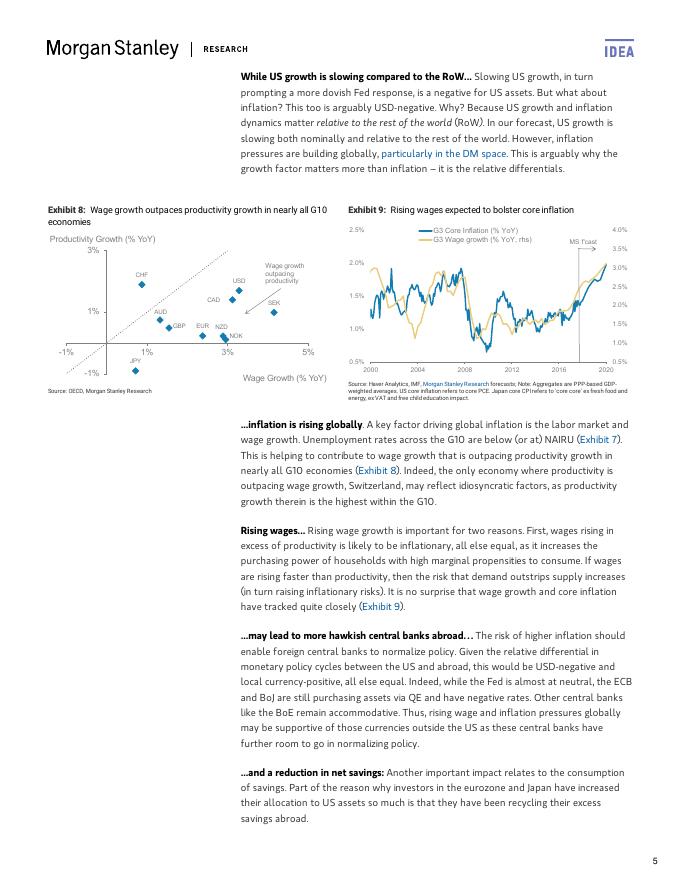 Morgan Stanley | RESEARCH
IDEA
While US growth is slowing compared to the RoW... Slowing US growth, in turn
prompting a more dovish Fed response, is a negative for US assets. But what about
inflation? This too is arguably USD-negative. Why? Because US growth and inflation
dynamics matter relative to the rest of the world (RoW). In our forecast, US growth is
slowing both nominally and relative to the rest of the world. However, inflation
pressures are building globally, particularly in the DM space. This is arguably why the
growth factor matters more than inflation – it is the relative differentials.
Exhibit 8: Wage growth outpaces productivity growth in nearly all G10
economies
Productivity Growth (% YoY)
3%
1%
-1%
-1%
1%
3%
5%
Wage growth
outpacing
productivity
CHF
USD
CAD
SEK
AUD
GBP
EUR
NZD
NOK
JPY
Wage Growth (% YoY)
Source: OECD, Morgan Stanley Research
Exhibit 9: Rising wages expected to bolster core inflation
G3 Core Inflation (% YoY)
G3 Wage growth (% YoY, rhs)
MS f'cast
2.5%
2.0%
1.5%
1.0%
0.5%
4.0%
3.5%
3.0%
2.5%
2.0%
1.5%
1.0%
0.5%
2000
2004
2008
2012
2016
2020
Source: Haver Analytics, IMF, Morgan Stanley Research forecasts; Note: Aggregates are PPP-based GDP-
weighted averages, US core inflation refers to core PCE. Japan core CPI refers to 'core core' ex fresh food and
energy, ex VAT and free child education impact.
...inflation is rising globally. A key factor driving global inflation is the labor market and
wage growth. Unemployment rates across the G10 are below (or at) NAIRU (Exhibit 7).
This is helping to contribute to wage growth that is outpacing productivity growth in
nearly all G10 economies (Exhibit 8). Indeed, the only economy where productivity is
outpacing wage growth, Switzerland, may reflect idiosyncratic factors, as productivity
growth therein is the highest within the G10.
Rising wages... Rising wage growth is important for two reasons. First, wages rising in
excess of productivity is likely to be inflationary, all else equal, as it increases the
purchasing power of households with high marginal propensities to consume. If wages
are rising faster than productivity, then the risk that demand outstrips supply increases
(in turn raising inflationary risks). It is no surprise that wage growth and core inflation
have tracked quite closely (Exhibit 9).
...may lead to more hawkish central banks abroad... The risk of higher inflation should
enable foreign central banks to normalize policy. Given the relative differential in
monetary policy cycles between the US and abroad, this would be USD-negative and
local currency-positive, all else equal. Indeed, while the Fed is almost at neutral, the ECB
and BoJ are still purchasing assets via QE and have negative rates. Other central banks
like the BoE remain accommodative. Thus, rising wage and inflation pressures globally
may be supportive of those currencies outside the US as these central banks have
further room to go in normalizing policy.
...and a reduction in net savings: Another important impact relates to the consumption
of savings. Part of the reason why investors in the eurozone and Japan have increased
their allocation to US assets so much is that they have been recycling their excess
savings abroad.
5